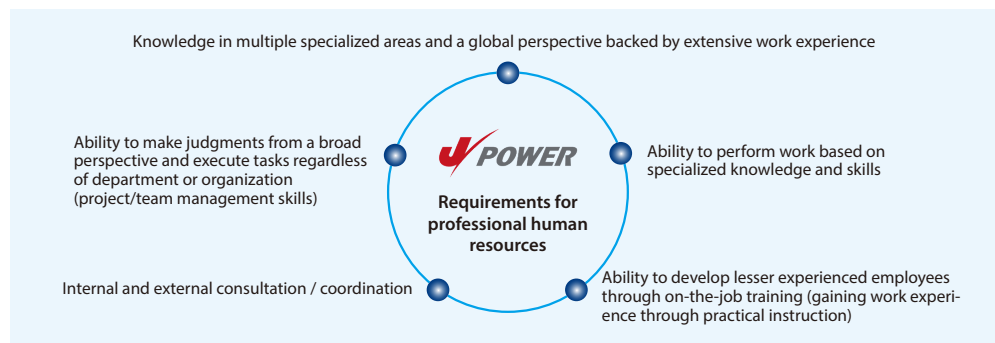 Knowledge in multiple specialized areas and a global perspective backed by extensive work experience
Ability to make judgments from a broad
perspective and execute tasks regardless
of department or organization
(project/team management skills)
J POWER
Requirements for
professional human
resources
Ability to perform work based on
specialized knowledge and skills
Internal and external consultation / coordination
Ability to develop lesser experienced employees
through on-the-job training (gaining work experi-
ence through practical instruction)